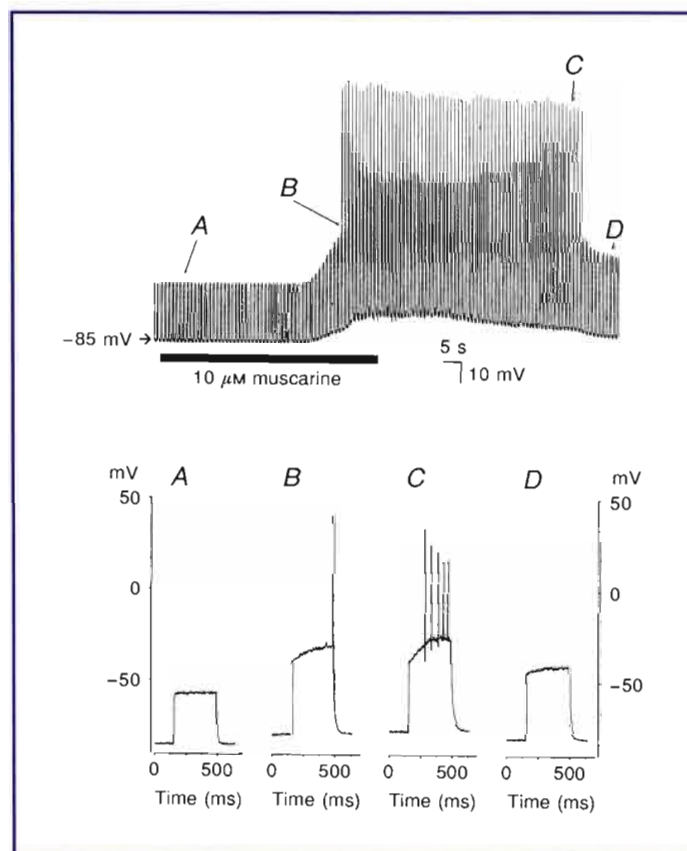 C
B
A
D
−85 mV →
5 s
10 mV
10 μM muscarine
mV A B C D mV
50 50
0 0
−50 −50
0 500 0 500 0 500 0 500
Time (ms) Time (ms) Time (ms) Time (ms)